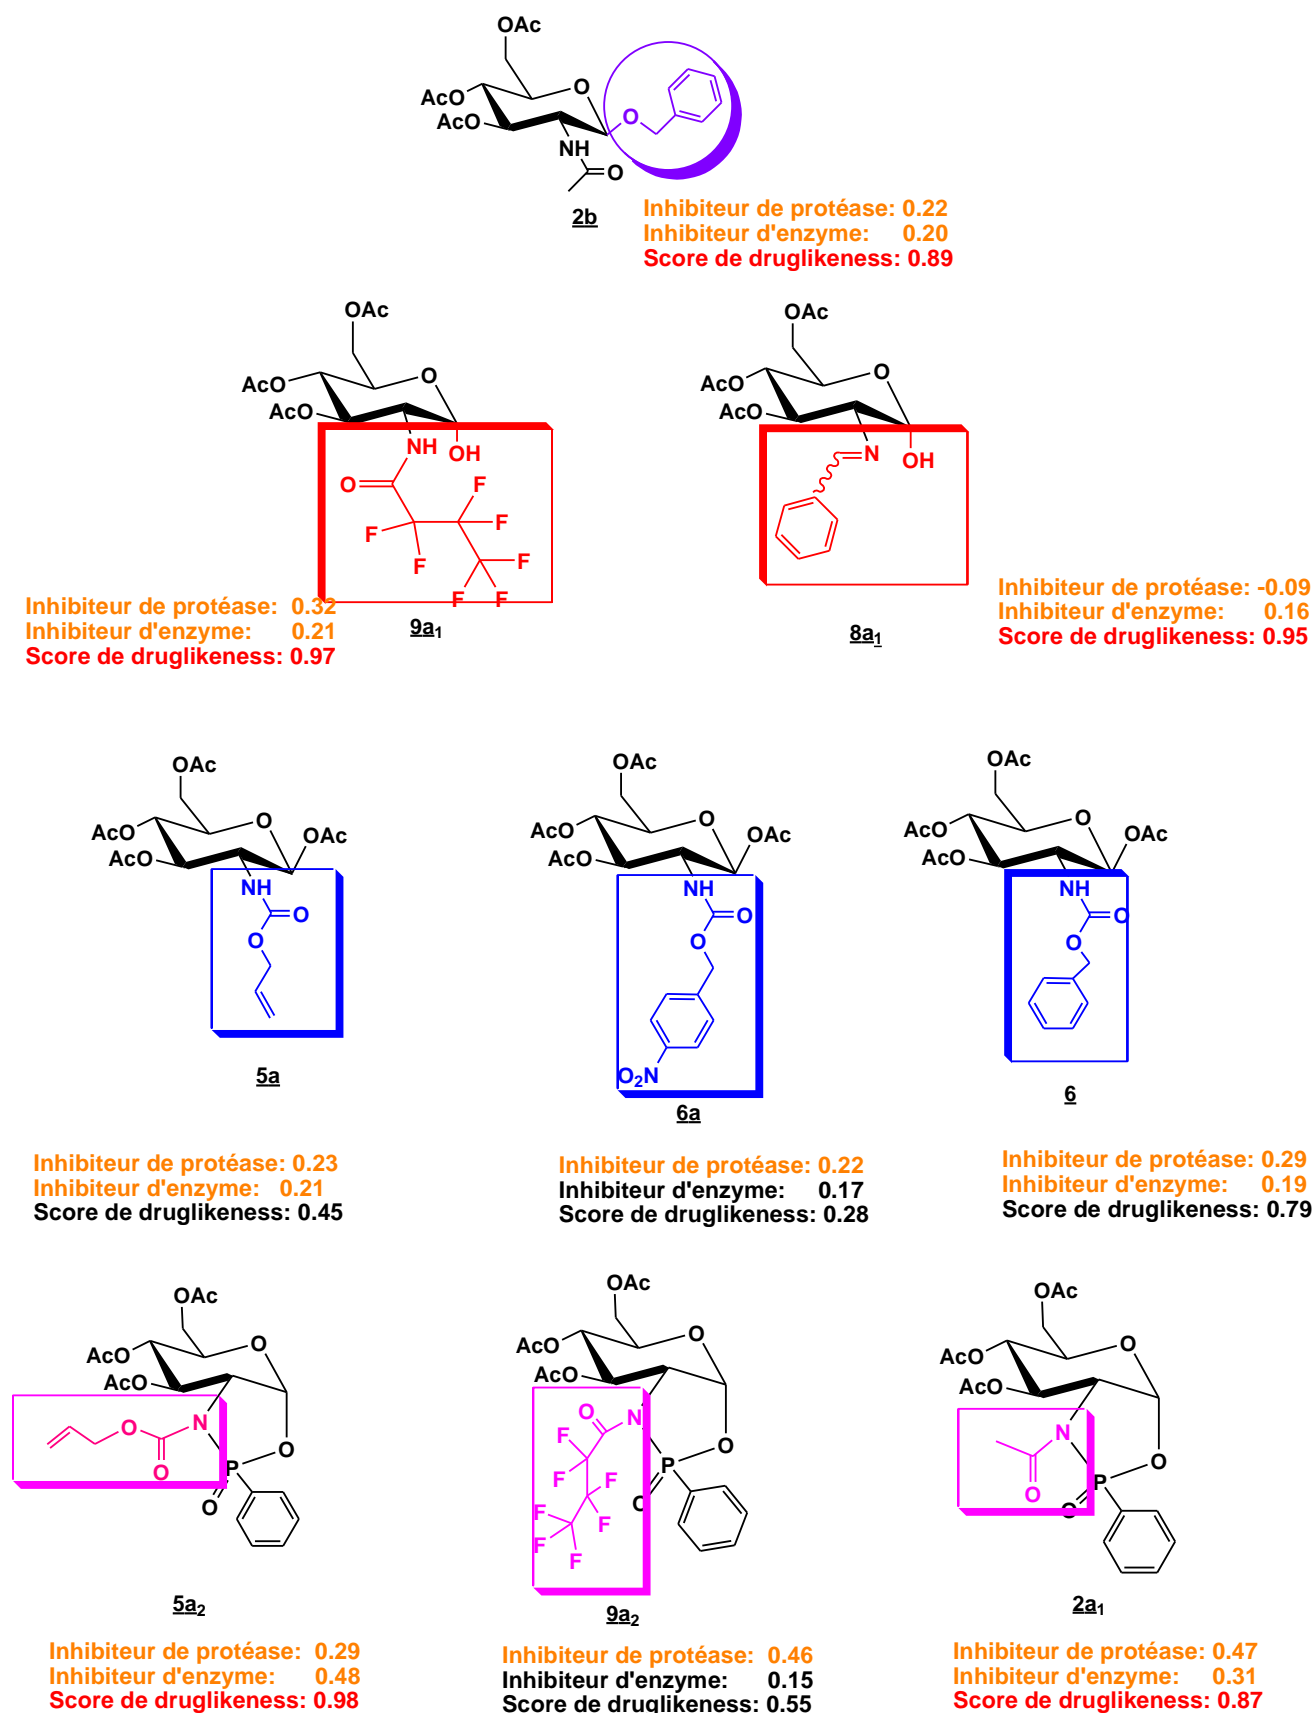 OAc
O
AcO
AcO
O
NH
O
2b
Inhibiteur de protéase: 0.22
Inhibiteur d'enzyme: 0.20
Score de druglikeness: 0.89
OAc
O
AcO
AcO
NH
OH
O
F
F
F
F
F
F
F
9a1
Inhibiteur de protéase: 0.32
Inhibiteur d'enzyme: 0.21
Score de druglikeness: 0.97
OAc
O
AcO
AcO
N
OH
8a1
Inhibiteur de protéase: -0.09
Inhibiteur d'enzyme: 0.16
Score de druglikeness: 0.95
OAc
O
AcO
OAc
AcO
NH
O
O
5a
Inhibiteur de protéase: 0.23
Inhibiteur d'enzyme: 0.21
Score de druglikeness: 0.45
OAc
O
AcO
OAc
AcO
NH
O
O
O2N
6a
Inhibiteur de protéase: 0.22
Inhibiteur d'enzyme: 0.17
Score de druglikeness: 0.28
OAc
O
AcO
OAc
AcO
NH
O
O
6
Inhibiteur de protéase: 0.29
Inhibiteur d'enzyme: 0.19
Score de druglikeness: 0.79
OAc
O
AcO
AcO
N
O
O
O
P
O
5a2
Inhibiteur de protéase: 0.29
Inhibiteur d'enzyme: 0.48
Score de druglikeness: 0.98
OAc
O
AcO
AcO
O
N
F
F
O
P
F
F
O
F
F
F
F
9a2
Inhibiteur de protéase: 0.46
Inhibiteur d'enzyme: 0.15
Score de druglikeness: 0.55
OAc
O
AcO
AcO
N
O
P
O
O
2a1
Inhibiteur de protéase: 0.47
Inhibiteur d'enzyme: 0.31
Score de druglikeness: 0.87